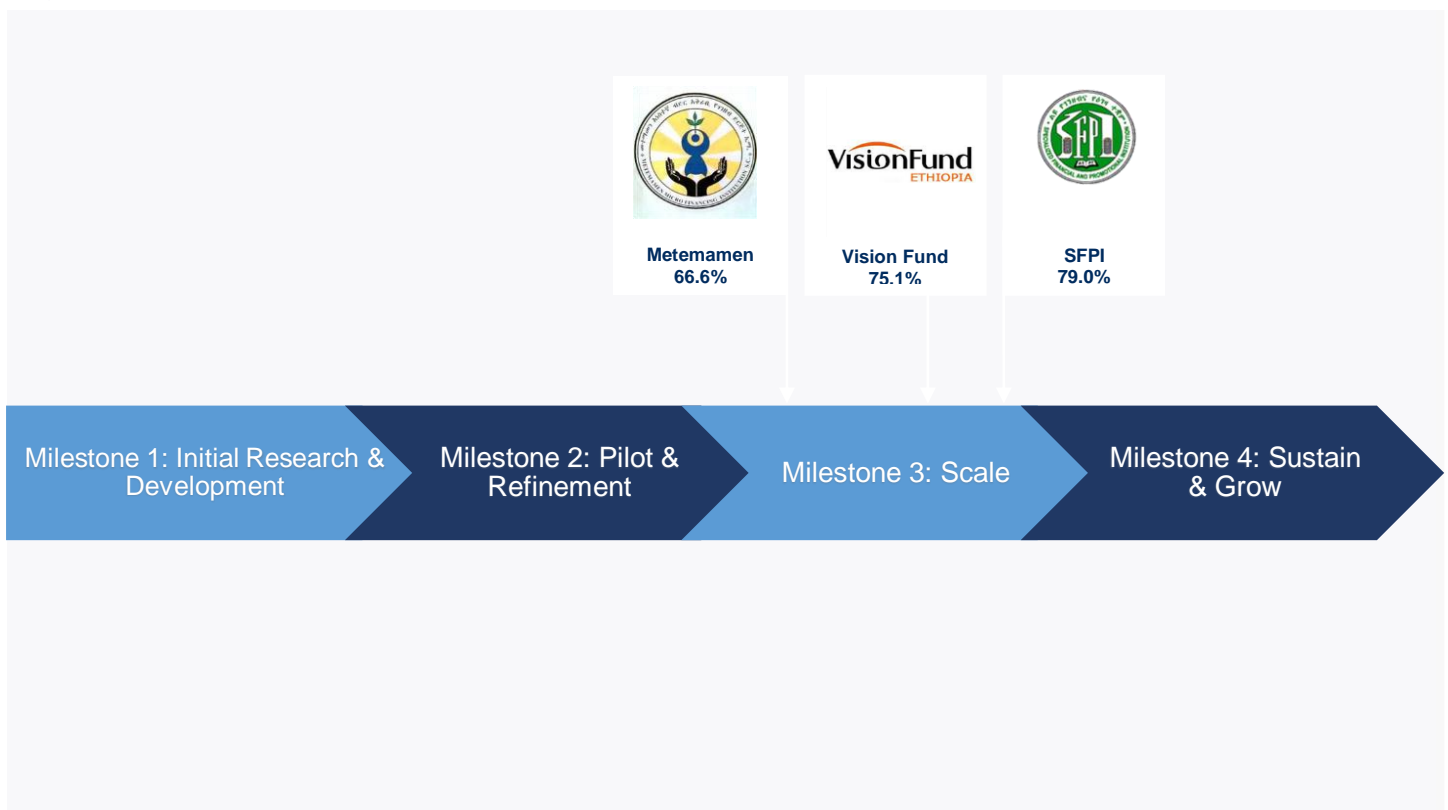 VisionFund
ETHIOPIA
SFPI
Metemamen
66.6%
Vision Fund
75.1%
SFPI
79.0%
Milestone 1: Initial Research &
Development
Milestone 2: Pilot &
Refinement
Milestone 3: Scale
Milestone 4: Sustain
& Grow